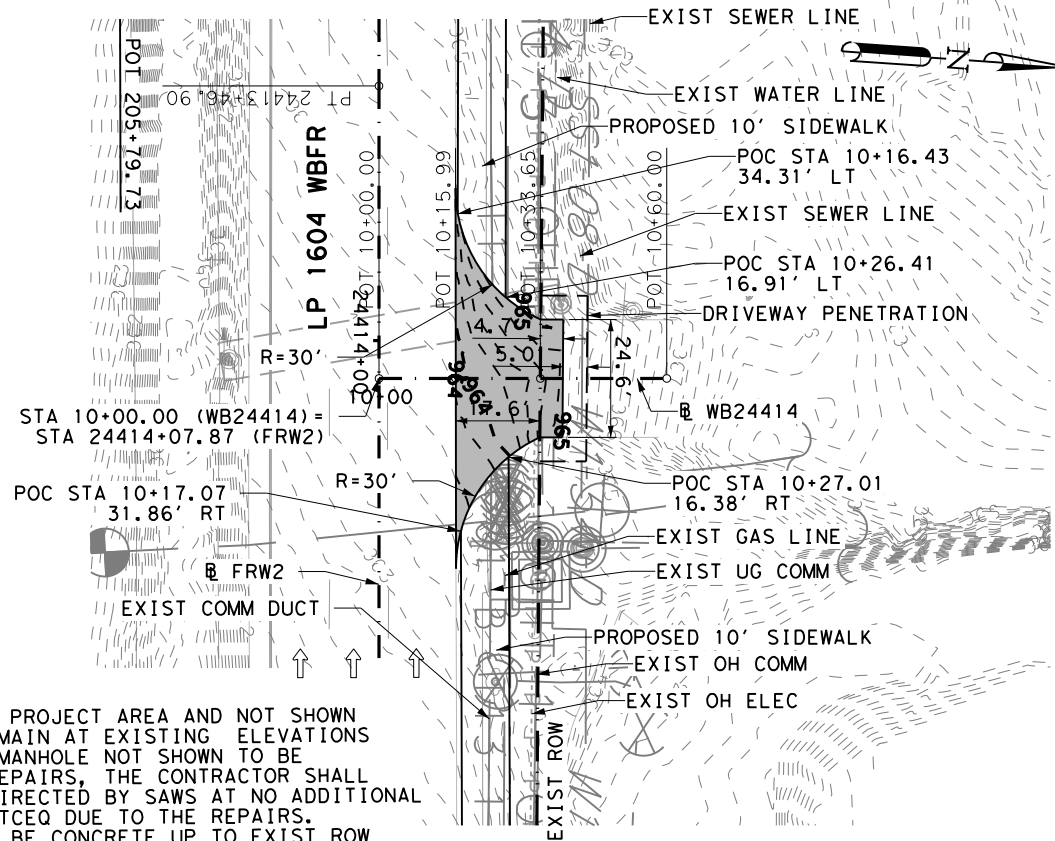 EXIST SEWER LINE
N
EXIST WATER LINE
PROPOSED 10' SIDEWALK
POC STA 10+16.43
34.31' LT
EXIST SEWER LINE
POC STA 10+26.41
16.91' LT
DRIVEWAY PENETRATION
POT 205+79.73
PT 24413+46.90
LP 1604 WBFR
10+00.00
POT 10+15.99
POT 10+33.65
POT 10+60.00
24414+00
R=30'
965
4.7
5.0
24.6'
964
964
965
STA 10+00.00 (WB24414)=
STA 24414+07.87 (FRW2)
℄ WB24414
R=30'
POC STA 10+17.07
31.86' RT
POC STA 10+27.01
16.38' RT
EXIST GAS LINE
EXIST UG COMM
FRW2
EXIST COMM DUCT
PROPOSED 10' SIDEWALK
EXIST OH COMM
EXIST OH ELEC
EXIST ROW
PROJECT AREA AND NOT SHOWN
MAIN AT EXISTING ELEVATIONS
MANHOLE NOT SHOWN TO BE
EPAIRS, THE CONTRACTOR SHALL
IRECTED BY SAWS AT NO ADDITIONAL
TCEQ DUE TO THE REPAIRS.
BE CONCRETE UP TO EXIST ROW